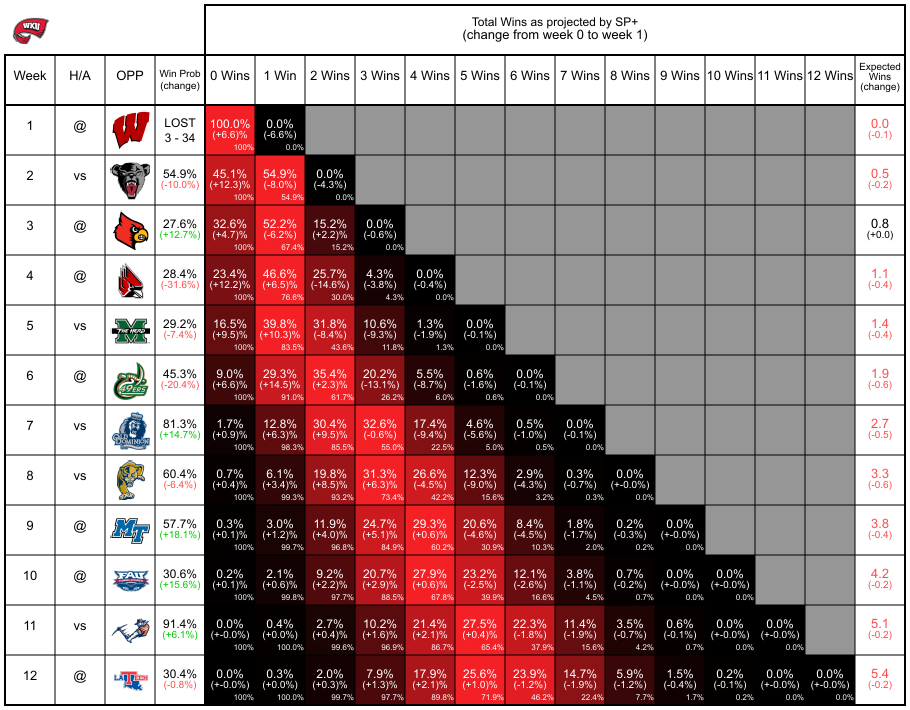 WKU
Total Wins as projected by SP+
(change from week 0 to week 1)
Week H/A OPP Win Prob (change) 0 Wins 1 Win 2 Wins 3 Wins 4 Wins 5 Wins 6 Wins 7 Wins 8 Wins 9 Wins 10 Wins 11 Wins 12 Wins Expected Wins (change)
1 @ W LOST 100.0% 0.0% 0.0
3 - 34 (+6.6)% (-6.6%) (-0.1)
100% 0.0%
2 vs 54.9% 45.1% 54.9% 0.0% 0.5
(-10.0%) (+12.3)% (-8.0%) (-4.3%) (-0.2)
100% 54.9% 0.0%
3 @ 27.6% 32.6% 52.2% 15.2% 0.0% 0.8
(+12.7%) (+4.7)% (-6.2%) (+2.2)% (-0.6%) (+0.0)
100% 67.4% 15.2% 0.0%
4 @ 28.4% 23.4% 46.6% 25.7% 4.3% 0.0% 1.1
(-31.6%) (+12.2)% (+6.5)% (-14.6%) (-3.8%) (-0.4%) (-0.4)
100% 76.6% 30.0% 4.3% 0.0%
5 vs M THE HERD 29.2% 16.5% 39.8% 31.8% 10.6% 1.3% 0.0% 1.4
(-7.4%) (+9.5)% (+10.3)% (-8.4%) (-9.3%) (-1.9%) (-0.1%) (-0.4)
100% 83.5% 43.6% 11.8% 1.3% 0.0%
6 @ 49ERS 45.3% 9.0% 29.3% 35.4% 20.2% 5.5% 0.6% 0.0% 1.9
(-20.4%) (+6.6)% (+14.5)% (+2.3)% (-13.1%) (-8.7%) (-1.6%) (-0.1%) (-0.6)
100% 91.0% 61.7% 26.2% 6.0% 0.6% 0.0%
7 vs OLD DOMINION 81.3% 1.7% 12.8% 30.4% 32.6% 17.4% 4.6% 0.5% 0.0% 2.7
(+14.7%) (+0.9)% (+6.3)% (+9.5)% (-0.6%) (-9.4%) (-5.6%) (-1.0%) (-0.1%) (-0.5)
100% 98.3% 85.5% 55.0% 22.5% 5.0% 0.5% 0.0%
8 vs 60.4% 0.7% 6.1% 19.8% 31.3% 26.6% 12.3% 2.9% 0.3% 0.0% 3.3
(-6.4%) (+0.4)% (+3.4)% (+8.5)% (+6.3)% (-4.5%) (-9.0%) (-4.3%) (-0.7%) (+-0.0%) (-0.6)
100% 99.3% 93.2% 73.4% 42.2% 15.6% 3.2% 0.3% 0.0%
9 @ MT 57.7% 0.3% 3.0% 11.9% 24.7% 29.3% 20.6% 8.4% 1.8% 0.2% 0.0% 3.8
(+18.1%) (+0.1)% (+1.2)% (+4.0)% (+5.1)% (+0.6)% (-4.6%) (-4.5%) (-1.7%) (-0.3%) (+-0.0%) (-0.4)
100% 99.7% 96.8% 84.9% 60.2% 30.9% 10.3% 2.0% 0.2% 0.0%
10 @ FAU 30.6% 0.2% 2.1% 9.2% 20.7% 27.9% 23.2% 12.1% 3.8% 0.7% 0.0% 0.0% 4.2
(+15.6%) (+0.1)% (+0.6)% (+2.2)% (+2.9)% (+0.6)% (-2.5%) (-2.6%) (-1.1%) (-0.2%) (+-0.0%) (+-0.0%) (-0.2)
100% 99.8% 97.7% 88.5% 67.8% 39.9% 16.6% 4.5% 0.7% 0.0% 0.0%
11 vs 91.4% 0.0% 0.4% 2.7% 10.2% 21.4% 27.5% 22.3% 11.4% 3.5% 0.6% 0.0% 0.0% 5.1
(+6.1%) (+-0.0%) (+0.0)% (+0.4)% (+1.6)% (+2.1)% (+0.4)% (-1.8%) (-1.9%) (-0.7%) (-0.1%) (+-0.0%) (+-0.0%) (-0.2)
100% 100.0% 99.6% 96.9% 86.7% 65.4% 37.9% 15.6% 4.2% 0.7% 0.0% 0.0%
12 @ LA TECH 30.4% 0.0% 0.3% 2.0% 7.9% 17.9% 25.6% 23.9% 14.7% 5.9% 1.5% 0.2% 0.0% 0.0% 5.4
(-0.8%) (+-0.0%) (+0.0)% (+0.3)% (+1.3)% (+2.1)% (+1.0)% (-1.2%) (-1.9%) (-1.2%) (-0.4%) (-0.1%) (+-0.0%) (+-0.0%) (-0.2)
100% 100.0% 99.7% 97.7% 89.8% 71.9% 46.2% 22.4% 7.7% 1.7% 0.2% 0.0% 0.0%